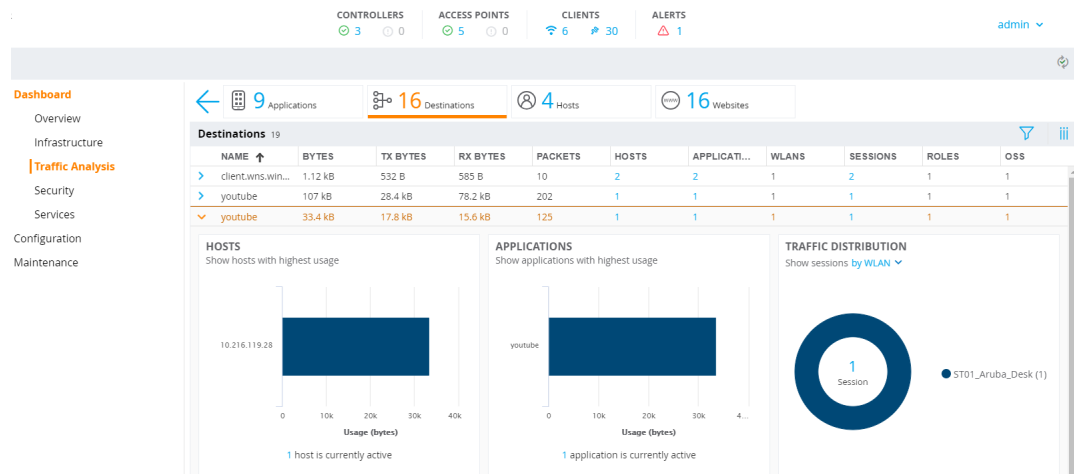 CONTROLLERS ACCESS POINTS CLIENTS ALERTS
3 0 5 0 6 30 1
admin
Dashboard
Overview
Infrastructure
Traffic Analysis
Security
Services
Configuration
Maintenance
9 Applications 16 Destinations 4 Hosts www 16 Websites
Destinations 19
NAME BYTES TX BYTES RX BYTES PACKETS HOSTS APPLICATI... WLANS SESSIONS ROLES OSS
client.wns.win... 1.12 kB 532 B 585 B 10 2 2 1 2 1 1
youtube 107 kB 28.4 kB 78.2 kB 202 1 1 1 1 1 1
youtube 33.4 kB 17.8 kB 15.6 kB 125 1 1 1 1 1 1
HOSTS
Show hosts with highest usage
10.216.119.28
0 10k 20k 30k 40k
Usage (bytes)
1 host is currently active
APPLICATIONS
Show applications with highest usage
youtube
0 10k 20k 30k 4...
Usage (bytes)
1 application is currently active
TRAFFIC DISTRIBUTION
Show sessions by WLAN
1
Session
ST01_Aruba_Desk (1)